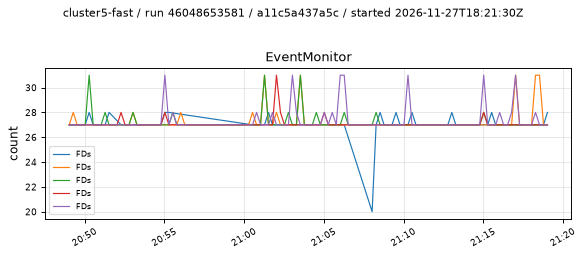 cluster5-fast / run 46048653581 / a11c5a437a5c / started 2026-11-27T18:21:30Z
EventMonitor
count
30
28
26
24
22
20
FDs
FDs
FDs
FDs
FDs
20:50
20:55
21:00
21:05
21:10
21:15
21:20